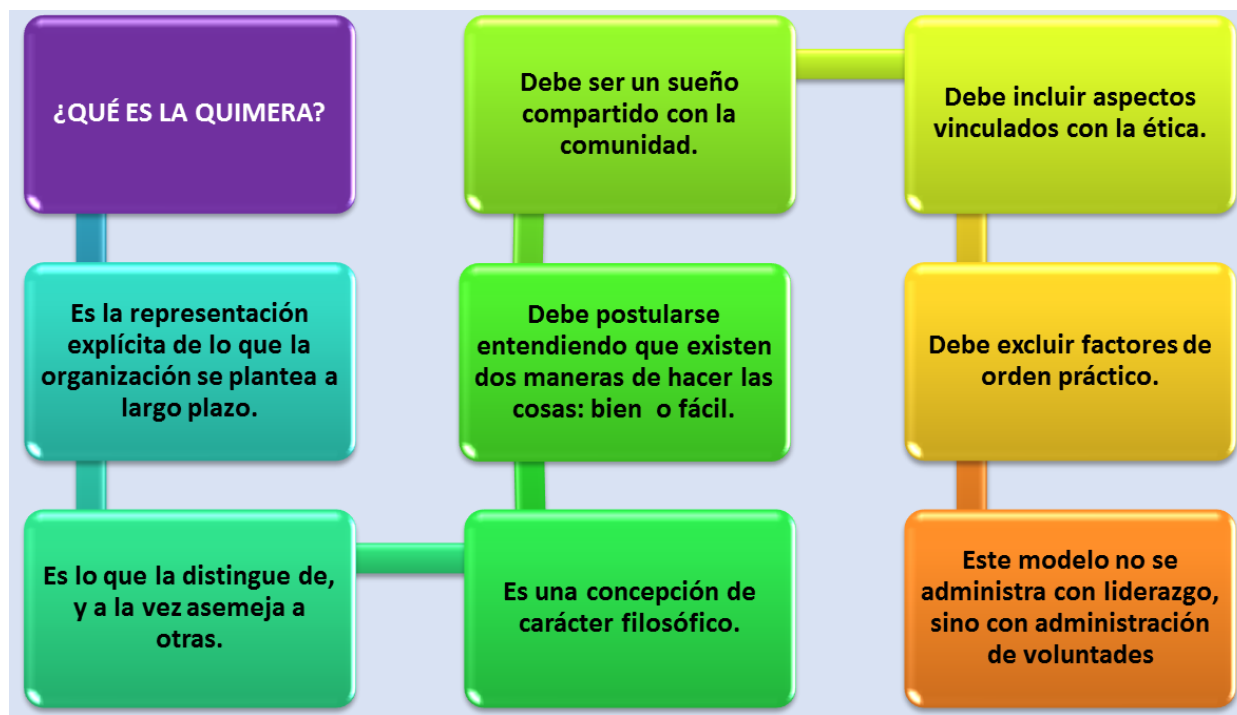 ¿QUÉ ES LA QUIMERA?
Es la representación
explícita de lo que la
organización se plantea a
largo plazo.
Es lo que la distingue de,
y a la vez asemeja a
otras.
Es una concepción de
carácter filosófico.
Debe postularse
entendiendo que existen
dos maneras de hacer las
cosas: bien  o fácil.
Debe ser un sueño
compartido con la
comunidad.
Debe incluir aspectos
vinculados con la ética.
Debe excluir factores de
orden práctico.
Este modelo no se
administra con liderazgo,
sino con administración
de voluntades